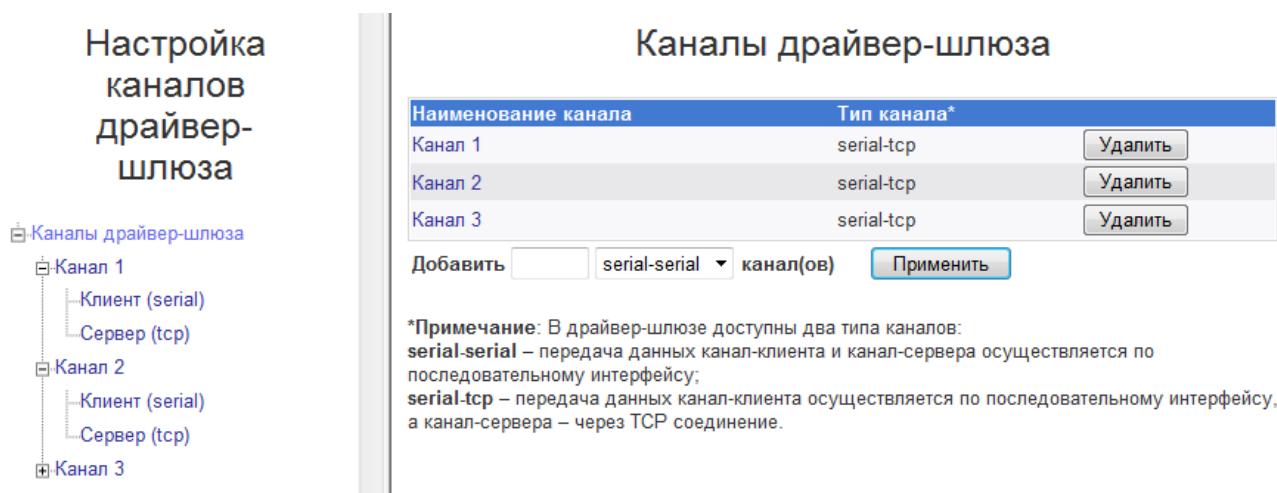 Настройка
каналов
драйвер-
шлюза
Каналы драйвер-шлюза
Канал 1
Клиент (serial)
Сервер (tcp)
Канал 2
Клиент (serial)
Сервер (tcp)
Канал 3
Каналы драйвер-шлюза
Наименование канала Тип канала*
Канал 1 serial-tcp Удалить
Канал 2 serial-tcp Удалить
Канал 3 serial-tcp Удалить
Добавить serial-serial канал(ов) Применить
*Примечание: В драйвер-шлюзе доступны два типа каналов:
serial-serial – передача данных канал-клиента и канал-сервера осуществляется по
последовательному интерфейсу;
serial-tcp – передача данных канал-клиента осуществляется по последовательному интерфейсу,
а канал-сервера – через TCP соединение.